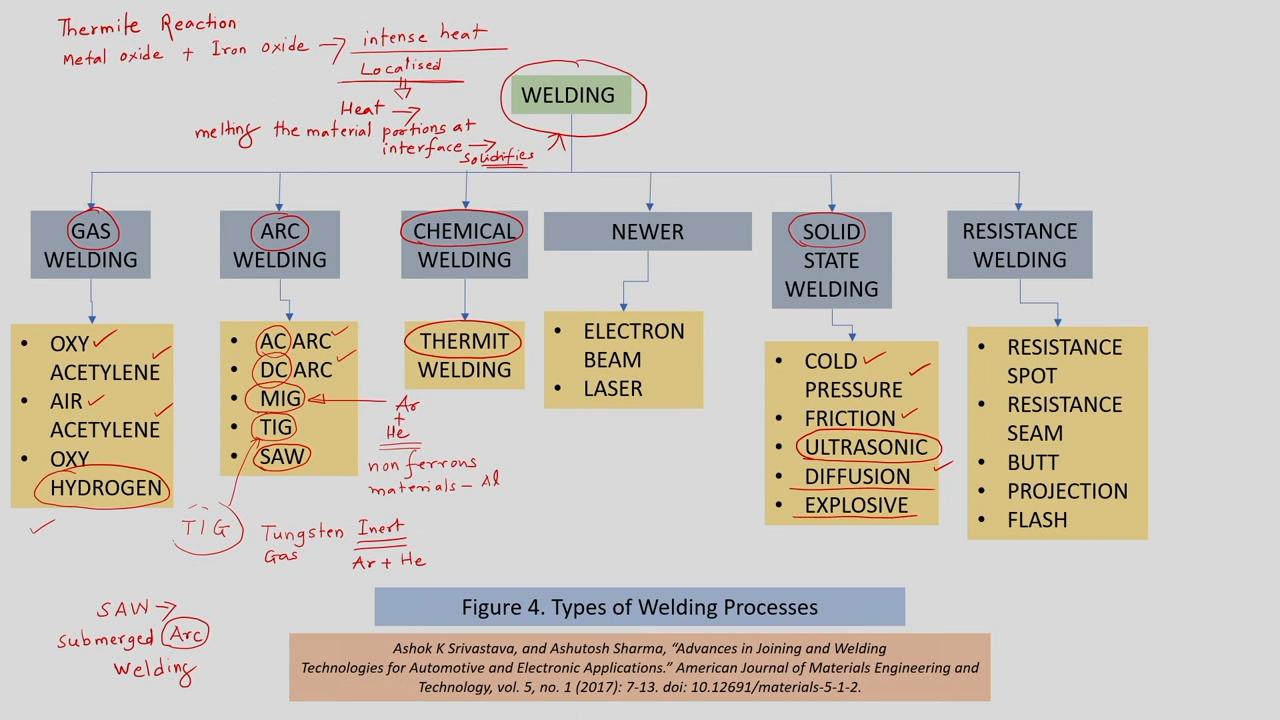 Thermite Reaction
Metal oxide + Iron oxide → intense heat
Localised
Heat →
melting the material portions at
interface →
solidifies
WELDING
GAS
WELDING
OXY
ACETYLENE
AIR
ACETYLENE
OXY
HYDROGEN
ARC
WELDING
AC ARC
DC ARC
MIG
TIG
SAW
CHEMICAL
WELDING
THERMIT
WELDING
NEWER
ELECTRON
BEAM
LASER
SOLID
STATE
WELDING
COLD
PRESSURE
FRICTION
ULTRASONIC
DIFFUSION
EXPLOSIVE
RESISTANCE
WELDING
RESISTANCE
SPOT
RESISTANCE
SEAM
BUTT
PROJECTION
FLASH
Ar
+
He
non ferrous
materials - Al
TIG
Tungsten Inert
Gas
Ar + He
SAW →
submerged Arc
welding
Figure 4. Types of Welding Processes
Ashok K Srivastava, and Ashutosh Sharma, “Advances in Joining and Welding
Technologies for Automotive and Electronic Applications.” American Journal of Materials Engineering and
Technology, vol. 5, no. 1 (2017): 7-13. doi: 10.12691/materials-5-1-2.